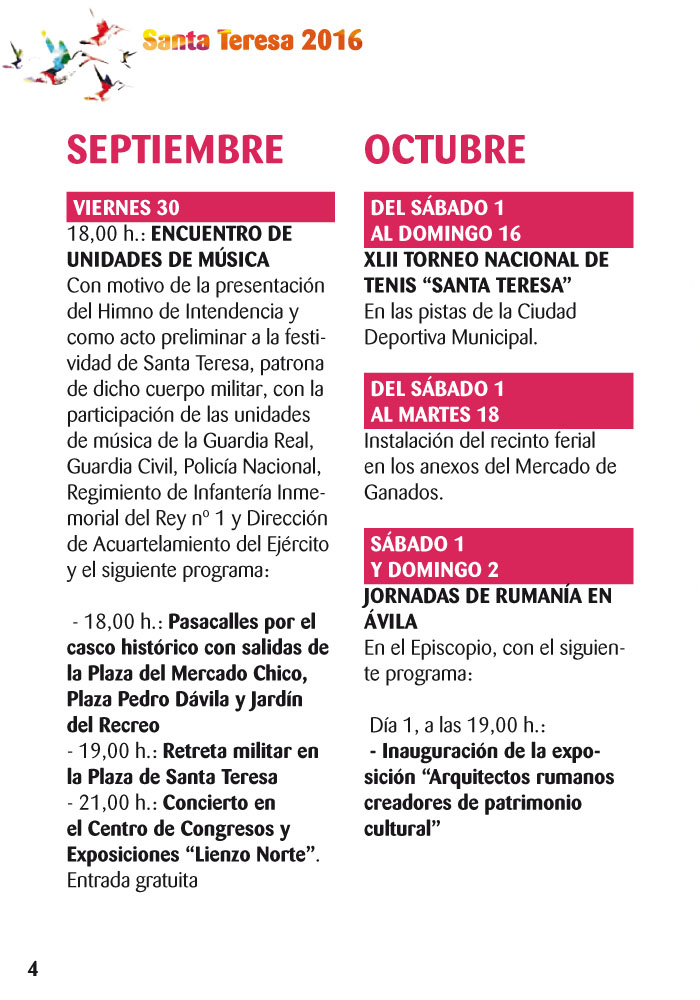 Santa Teresa 2016
SEPTIEMBRE
VIERNES 30
18,00 h.: ENCUENTRO DE
UNIDADES DE MÚSICA
Con motivo de la presentación
del Himno de Intendencia y
como acto preliminar a la festi-
vidad de Santa Teresa, patrona
de dicho cuerpo militar, con la
participación de las unidades
de música de la Guardia Real,
Guardia Civil, Policía Nacional,
Regimiento de Infantería Inme-
morial del Rey nº 1 y Dirección
de Acuartelamiento del Ejército
y el siguiente programa:
- 18,00 h.: Pasacalles por el
casco histórico con salidas de
la Plaza del Mercado Chico,
Plaza Pedro Dávila y Jardín
del Recreo
- 19,00 h.: Retreta militar en
la Plaza de Santa Teresa
- 21,00 h.: Concierto en
el Centro de Congresos y
Exposiciones “Lienzo Norte”.
Entrada gratuita
OCTUBRE
DEL SÁBADO 1
AL DOMINGO 16
XLII TORNEO NACIONAL DE
TENIS “SANTA TERESA”
En las pistas de la Ciudad
Deportiva Municipal.
DEL SÁBADO 1
AL MARTES 18
Instalación del recinto ferial
en los anexos del Mercado de
Ganados.
SÁBADO 1
Y DOMINGO 2
JORNADAS DE RUMANÍA EN
ÁVILA
En el Episcopio, con el siguien-
te programa:
Día 1, a las 19,00 h.:
- Inauguración de la expo-
sición “Arquitectos rumanos
creadores de patrimonio
cultural”
4